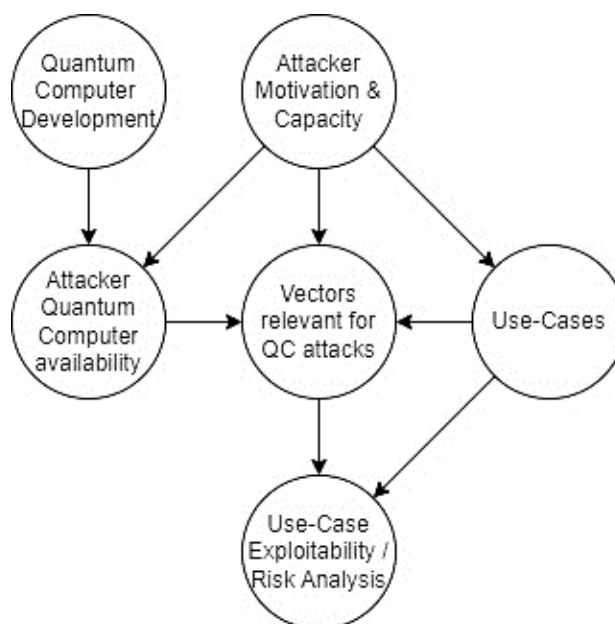 Quantum
Computer
Development
Attacker
Motivation &
Capacity
Attacker
Quantum
Computer
availability
Vectors
relevant for
QC attacks
Use-Cases
Use-Case
Exploitability /
Risk Analysis